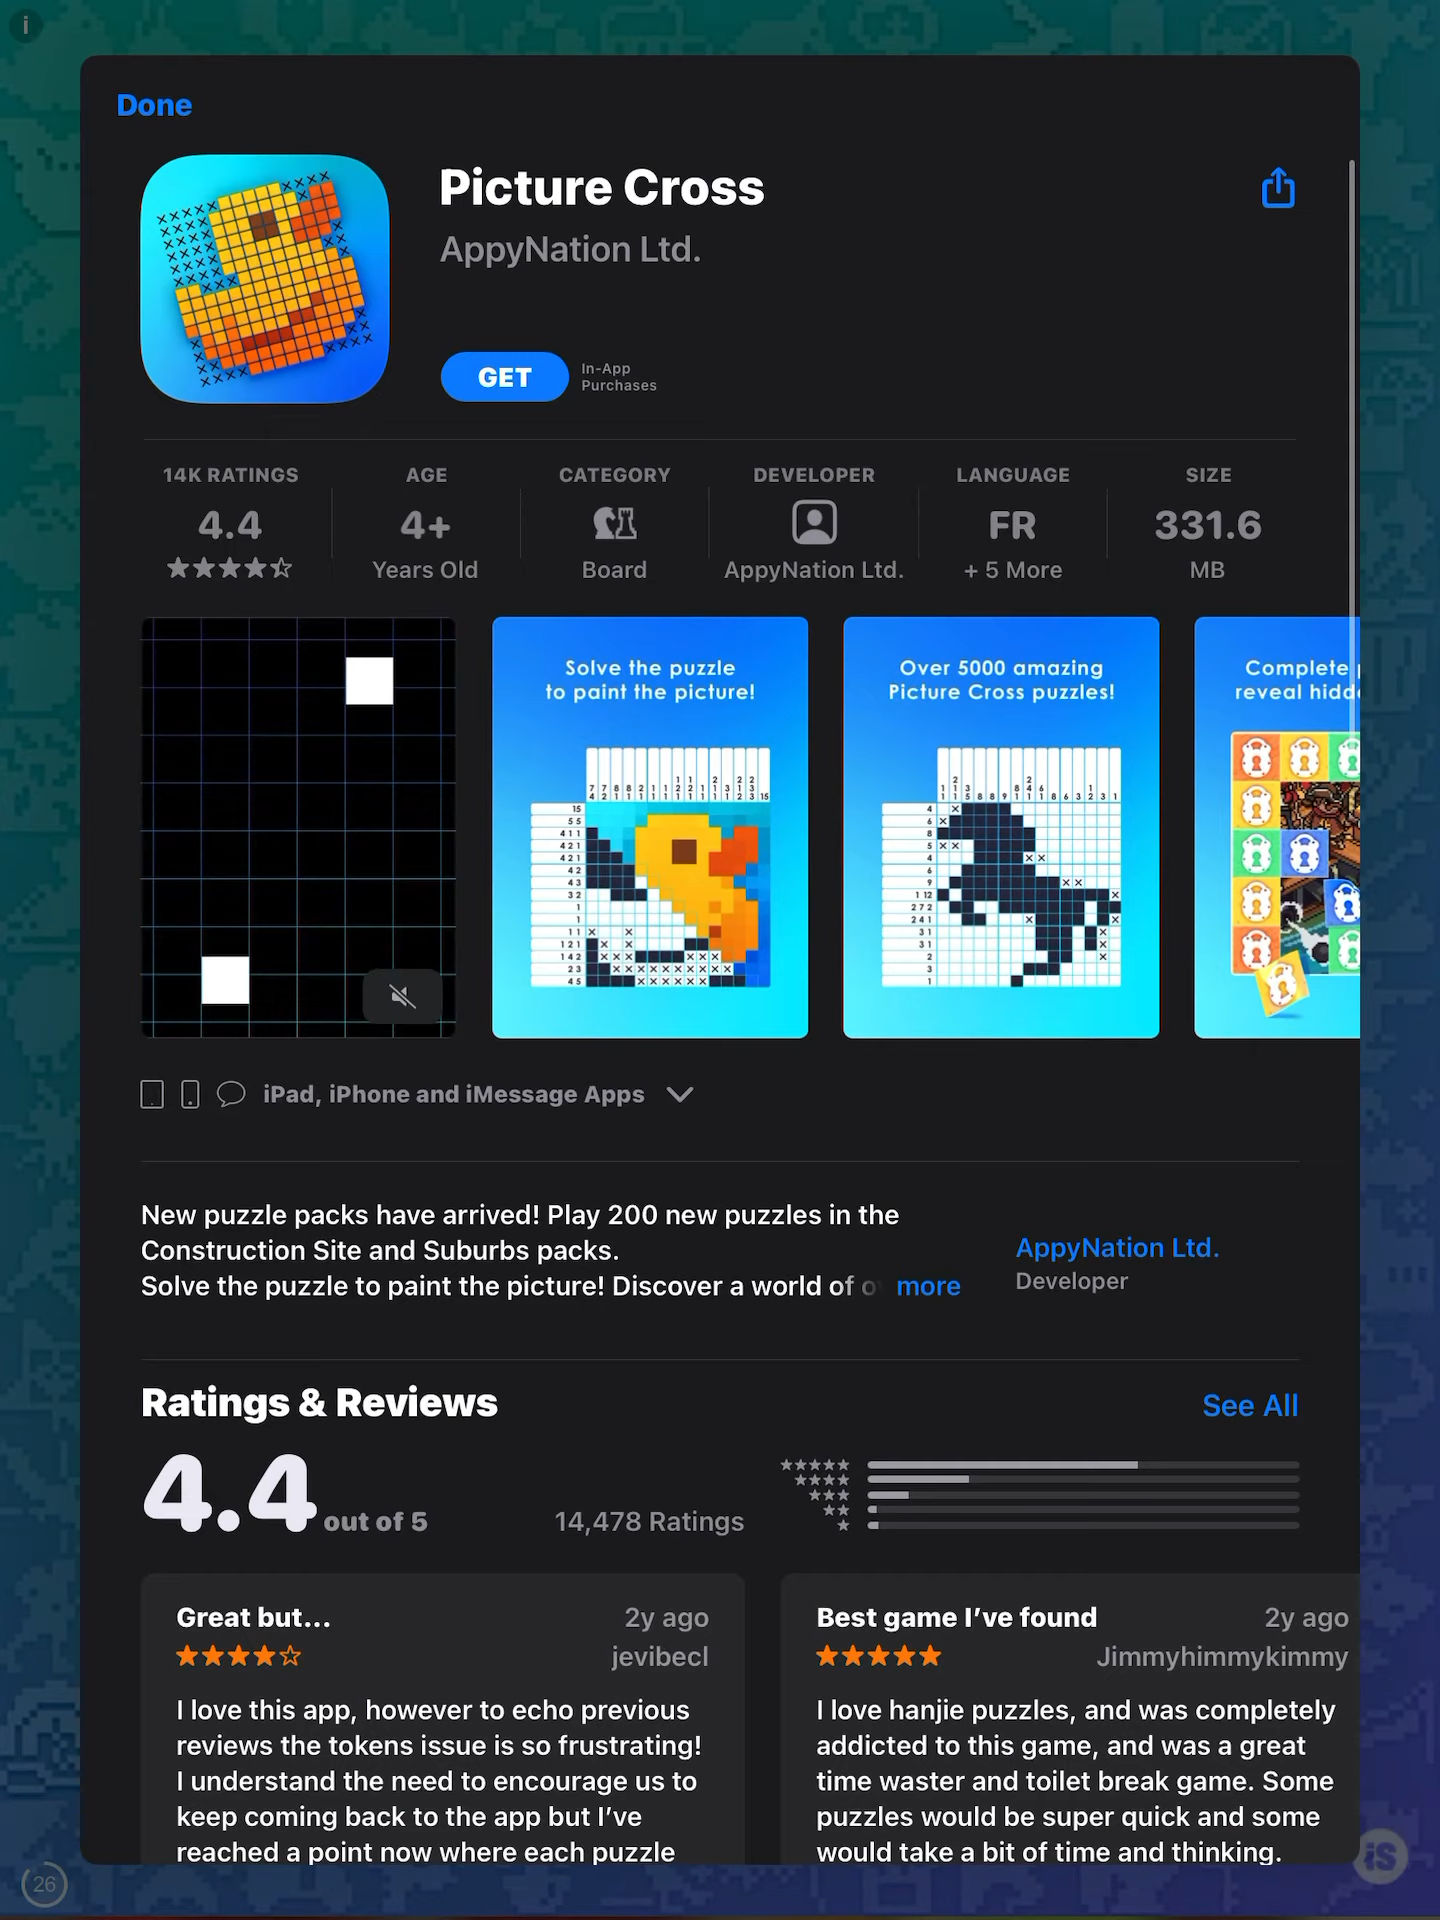 Done
Picture Cross
AppyNation Ltd.
GET
In-App
Purchases
14K RATINGS
4.4
AGE
4+
Years Old
CATEGORY
Board
DEVELOPER
AppyNation Ltd.
LANGUAGE
FR
+ 5 More
SIZE
331.6
MB
Solve the puzzle
to paint the picture!
Over 5000 amazing
Picture Cross puzzles!
Complete
reveal
iPad, iPhone and iMessage Apps
New puzzle packs have arrived! Play 200 new puzzles in the
Construction Site and Suburbs packs.
Solve the puzzle to paint the picture! Discover a world of
more
AppyNation Ltd.
Developer
Ratings & Reviews
See All
4.4 out of 5
14,478 Ratings
Great but...
2y ago
jevibecl
I love this app, however to echo previous
reviews the tokens issue is so frustrating!
I understand the need to encourage us to
keep coming back to the app but I've
reached a point now where each puzzle
Best game I've found
2y ago
Jimmyhimmykimmy
I love hanjie puzzles, and was completely
addicted to this game, and was a great
time waster and toilet break game. Some
puzzles would be super quick and some
would take a bit of time and thinking.
26
iS